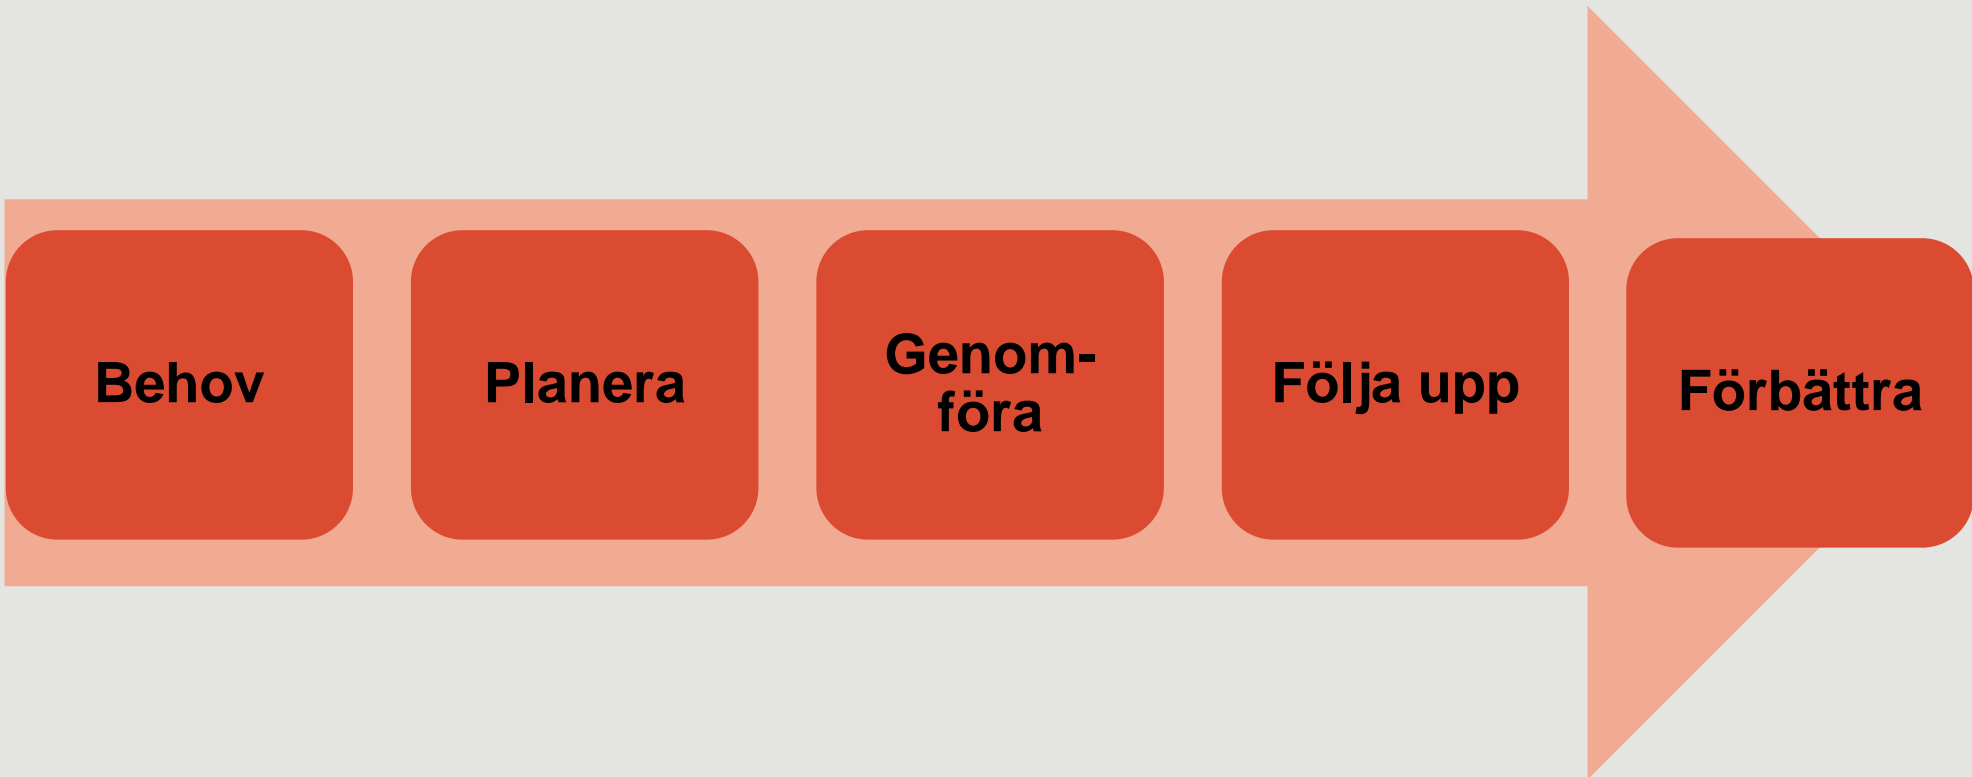 Behov
Planera
Genom-
föra
Följa upp
Förbättra